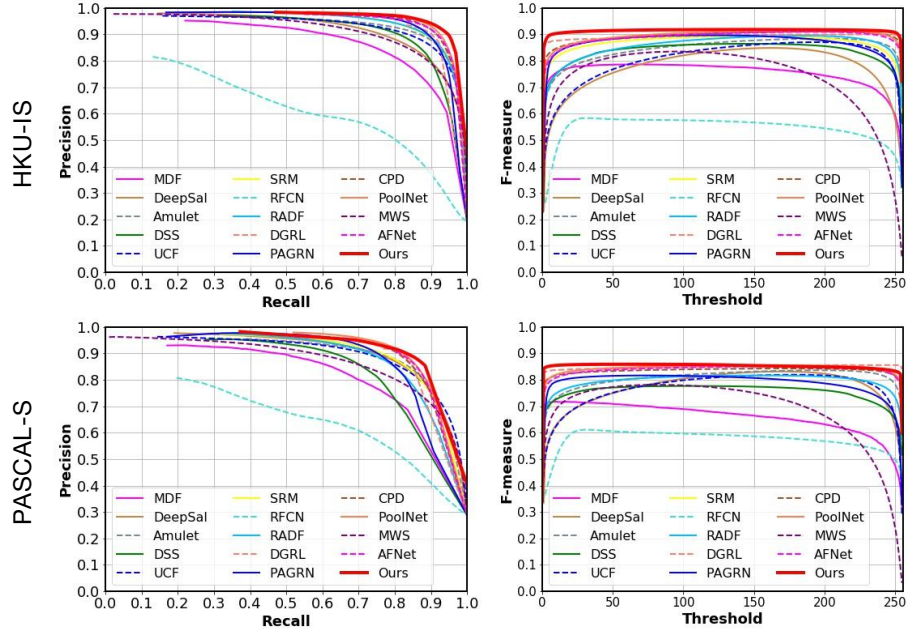 HKU-IS
Precision
1.0
0.9
0.8
0.7
0.6
0.5
0.4
0.3
0.2
0.1
0.0
MDF SRM CPD
DeepSal RFCN PoolNet
Amulet RADF MWS
DSS DGRL AFNet
UCF PAGRN Ours
0.0 0.1 0.2 0.3 0.4 0.5 0.6 0.7 0.8 0.9 1.0
Recall
F-measure
1.0
0.9
0.8
0.7
0.6
0.5
0.4
0.3
0.2
0.1
0.0
MDF SRM CPD
DeepSal RFCN PoolNet
Amulet RADF MWS
DSS DGRL AFNet
UCF PAGRN Ours
0 50 100 150 200 250
Threshold
PASCAL-S
Precision
1.0
0.9
0.8
0.7
0.6
0.5
0.4
0.3
0.2
0.1
0.0
MDF SRM CPD
DeepSal RFCN PoolNet
Amulet RADF MWS
DSS DGRL AFNet
UCF PAGRN Ours
0.0 0.1 0.2 0.3 0.4 0.5 0.6 0.7 0.8 0.9 1.0
Recall
F-measure
1.0
0.9
0.8
0.7
0.6
0.5
0.4
0.3
0.2
0.1
0.0
MDF SRM CPD
DeepSal RFCN PoolNet
Amulet RADF MWS
DSS DGRL AFNet
UCF PAGRN Ours
0 50 100 150 200 250
Threshold